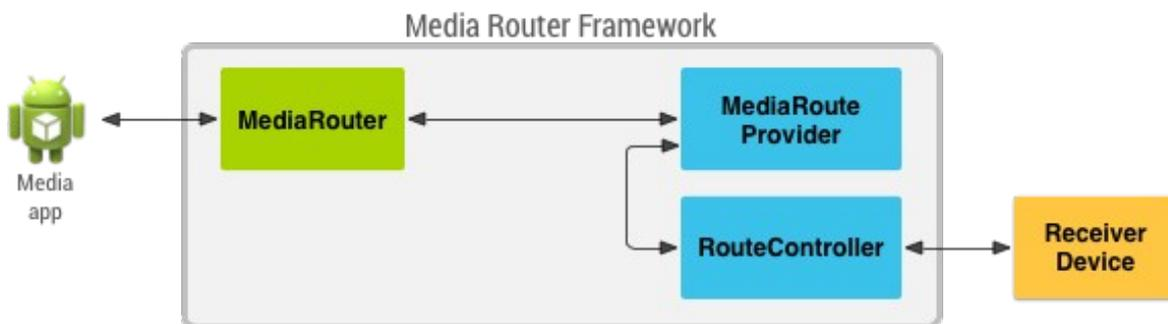 Media Router Framework
Media
app
MediaRouter
MediaRoute
Provider
RouteController
Receiver
Device